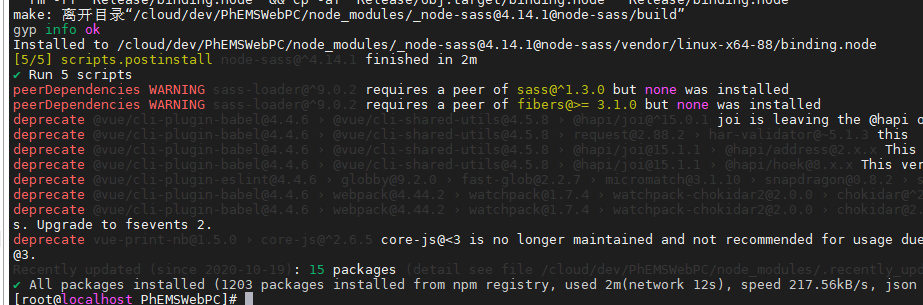 make: 离开目录“/cloud/dev/PhEMSWebPC/node_modules/_node-sass@4.14.1@node-sass/build”
gyp info ok
Installed to /cloud/dev/PhEMSWebPC/node_modules/_node-sass@4.14.1@node-sass/vendor/linux-x64-88/binding.node
[5/5] scripts.postinstall node-sass@^4.14.1 finished in 2m
✔ Run 5 scripts
peerDependencies WARNING sass-loader@^9.0.2 requires a peer of sass@^1.3.0 but none was installed
peerDependencies WARNING sass-loader@^9.0.2 requires a peer of fibers@>= 3.1.0 but none was installed
deprecate @vue/cli-plugin-babel@4.4.6 › @vue/cli-shared-utils@4.5.8 › @hapi/joi@^15.0.1 joi is leaving the @hapi o
deprecate @vue/cli-plugin-babel@4.4.6 › @vue/cli-shared-utils@4.5.8 › request@2.88.2 › har-validator@~5.1.3 this
deprecate @vue/cli-plugin-babel@4.4.6 › @vue/cli-shared-utils@4.5.8 › @hapi/joi@15.1.1 › @hapi/address@2.x.x This
deprecate @vue/cli-plugin-babel@4.4.6 › @vue/cli-shared-utils@4.5.8 › @hapi/joi@15.1.1 › @hapi/hoek@8.x.x This ver
deprecate @vue/cli-plugin-eslint@4.4.6 › globby@9.2.0 › fast-glob@2.2.7 › micromatch@3.1.10 › snapdragon@0.8.2 › s
deprecate @vue/cli-plugin-babel@4.4.6 › webpack@4.44.2 › watchpack@1.7.4 › watchpack-chokidar2@2.0.0 › chokidar@^2
deprecate @vue/cli-plugin-babel@4.4.6 › webpack@4.44.2 › watchpack@1.7.4 › watchpack-chokidar2@2.0.0 › chokidar@2.
s. Upgrade to fsevents 2.
deprecate vue-print-nb@1.5.0 › core-js@^2.6.5 core-js@<3 is no longer maintained and not recommended for usage due
@3.
Recently updated (since 2020-10-19): 15 packages (detail see file /cloud/dev/PhEMSWebPC/node_modules/.recently_up
✔ All packages installed (1203 packages installed from npm registry, used 2m(network 12s), speed 217.56kB/s, json
[root@localhost PhEMSWebPC]#